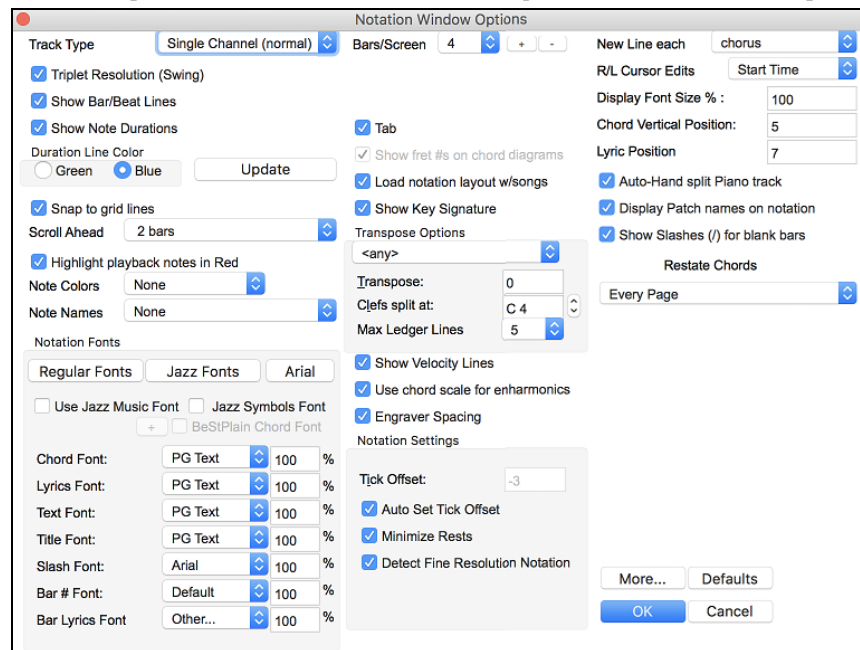 Notation Window Options
Track Type Single Channel (normal)
Triplet Resolution (Swing)
Show Bar/Beat Lines
Show Note Durations
Duration Line Color
Green Blue Update
Snap to grid lines
Scroll Ahead 2 bars
Highlight playback notes in Red
Note Colors None
Note Names None
Notation Fonts
Regular Fonts Jazz Fonts Arial
Use Jazz Music Font Jazz Symbols Font
+ BeStPlain Chord Font
Chord Font: PG Text 100 %
Lyrics Font: PG Text 100 %
Text Font: PG Text 100 %
Title Font: PG Text 100 %
Slash Font: Arial 100 %
Bar # Font: Default 100 %
Bar Lyrics Font Other... 100 %
Bars/Screen 4 + -
Tab
Show fret #s on chord diagrams
Load notation layout w/songs
Show Key Signature
Transpose Options
<any>
Transpose: 0
Clefs split at: C 4
Max Ledger Lines 5
Show Velocity Lines
Use chord scale for enharmonics
Engraver Spacing
Notation Settings
Tick Offset: -3
Auto Set Tick Offset
Minimize Rests
Detect Fine Resolution Notation
New Line each chorus
R/L Cursor Edits Start Time
Display Font Size % : 100
Chord Vertical Position: 5
Lyric Position 7
Auto-Hand split Piano track
Display Patch names on notation
Show Slashes (/) for blank bars
Restate Chords
Every Page
More... Defaults
OK Cancel